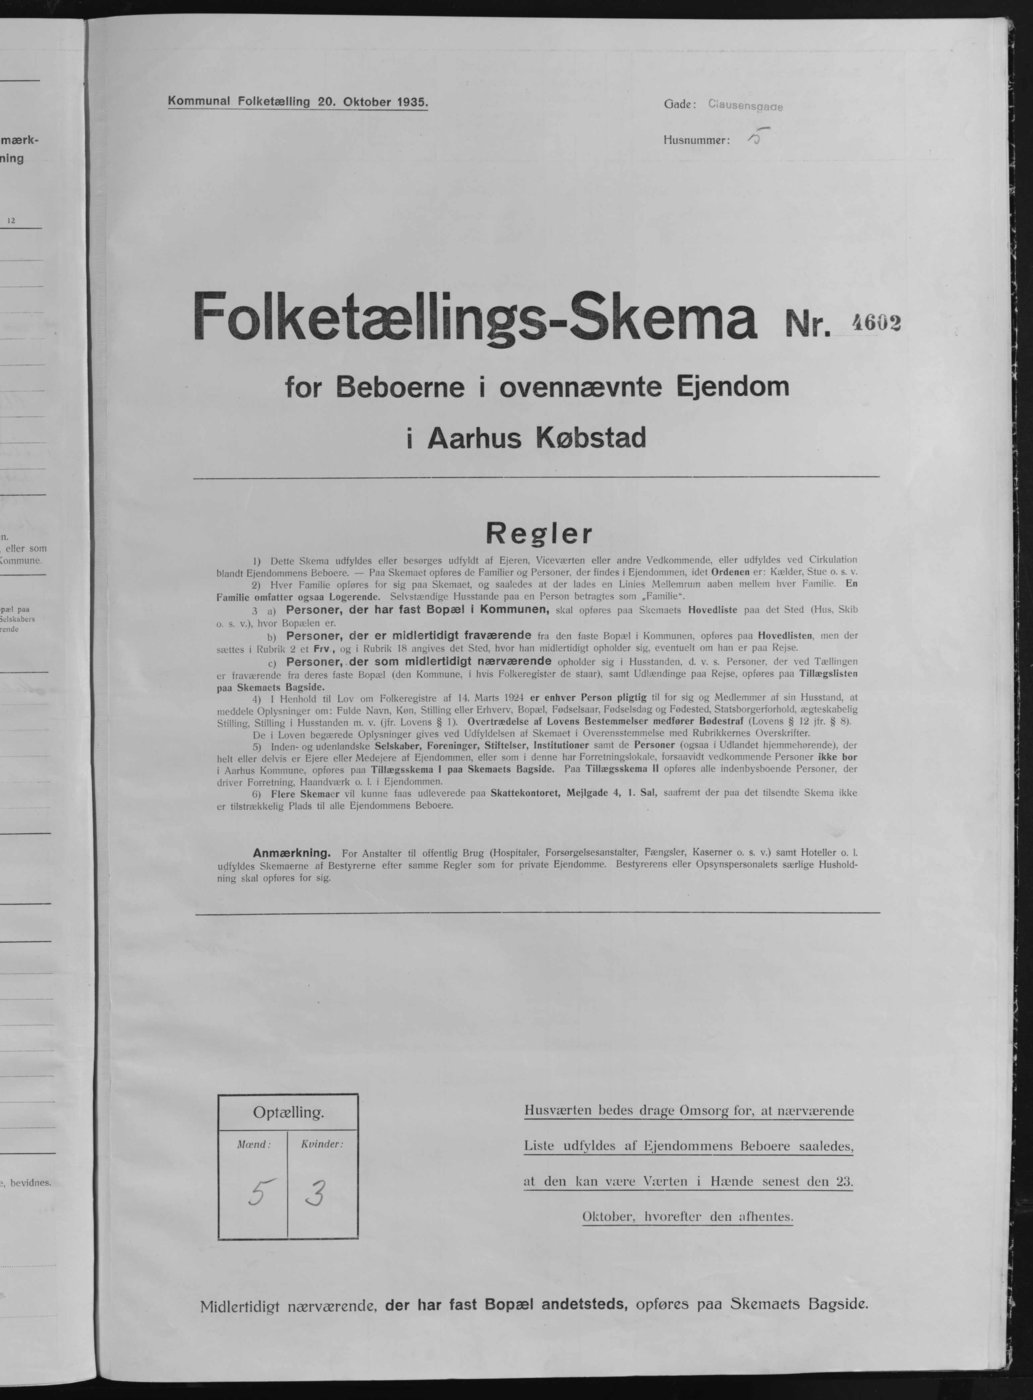 mærk-
ning
12
n.
, eller som
Kommune.
opæl paa
Selskabers
rende
e, bevidnes.
Kommunal Folketælling 20. Oktober 1935.
Gade: Clausensgade
Husnummer: 5
Folketællings-Skema Nr. 4602
for Beboerne i ovennævnte Ejendom
i Aarhus Købstad
Regler
1) Dette Skema udfyldes eller besørges udfyldt af Ejeren, Viceværten eller andre Vedkommende, eller udfyldes ved Cirkulation
blandt Ejendommens Beboere. — Paa Skemaet opføres de Familier og Personer, der findes i Ejendommen, idet Ordenen er: Kælder, Stue o. s. v.
2) Hver Familie opføres for sig paa Skemaet, og saaledes at der lades en Linies Mellemrum aaben mellem hver Familie. En
Familie omfatter ogsaa Logerende. Selvstændige Husstande paa en Person betragtes som „Familie“.
3 a) Personer, der har fast Bopæl i Kommunen, skal opføres paa Skemaets Hovedliste paa det Sted (Hus, Skib
o. s. v.), hvor Bopælen er.
b) Personer, der er midlertidigt fraværende fra den faste Bopæl i Kommunen, opføres paa Hovedlisten, men der
sættes i Rubrik 2 et Frv., og i Rubrik 18 angives det Sted, hvor han midlertidigt opholder sig, eventuelt om han er paa Rejse.
c) Personer, der som midlertidigt nærværende opholder sig i Husstanden, d. v. s. Personer, der ved Tællingen
er fraværende fra deres faste Bopæl (den Kommune, i hvis Folkeregister de staar), samt Udlændinge paa Rejse, opføres paa Tillægslisten
paa Skemaets Bagside.
4) I Henhold til Lov om Folkeregistre af 14. Marts 1924 er enhver Person pligtig til for sig og Medlemmer af sin Husstand, at
meddele Oplysninger om: Fulde Navn, Køn, Stilling eller Erhverv, Bopæl, Fødselsaar, Fødselsdag og Fødested, Statsborgerforhold, ægteskabelig
Stilling, Stilling i Husstanden m. v. (jfr. Lovens § 1). Overtrædelse af Lovens Bestemmelser medfører Bødestraf (Lovens § 12 jfr. § 8).
De i Loven begærede Oplysninger gives ved Udfyldelsen af Skemaet i Overensstemmelse med Rubrikkernes Overskrifter.
5) Inden- og udenlandske Selskaber, Foreninger, Stiftelser, Institutioner samt de Personer (ogsaa i Udlandet hjemmehørende), der
helt eller delvis er Ejere eller Medejere af Ejendommen, eller som i denne har Forretningslokale, forsaavidt vedkommende Personer ikke bor
i Aarhus Kommune, opføres paa Tillægsskema I paa Skemaets Bagside. Paa Tillægsskema II opføres alle indenbysboende Personer, der
driver Forretning, Haandværk o. l. i Ejendommen.
6) Flere Skemaer vil kunne faas udleverede paa Skattekontoret, Mejlgade 4, 1. Sal, saafremt der paa det tilsendte Skema ikke
er tilstrækkelig Plads til alle Ejendommens Beboere.
Anmærkning. For Anstalter til offentlig Brug (Hospitaler, Forsørgelsesanstalter, Fængsler, Kaserner o. s. v.) samt Hoteller o. l.
udfyldes Skemaerne af Bestyrerne efter samme Regler som for private Ejendomme. Bestyrerens eller Opsynspersonalets særlige Hushold-
ning skal opføres for sig.
Optælling.
Mænd: Kvinder:
5 3
Husværten bedes drage Omsorg for, at nærværende
Liste udfyldes af Ejendommens Beboere saaledes,
at den kan være Værten i Hænde senest den 23.
Oktober, hvorefter den afhentes.
Midlertidigt nærværende, der har fast Bopæl andetsteds, opføres paa Skemaets Bagside.